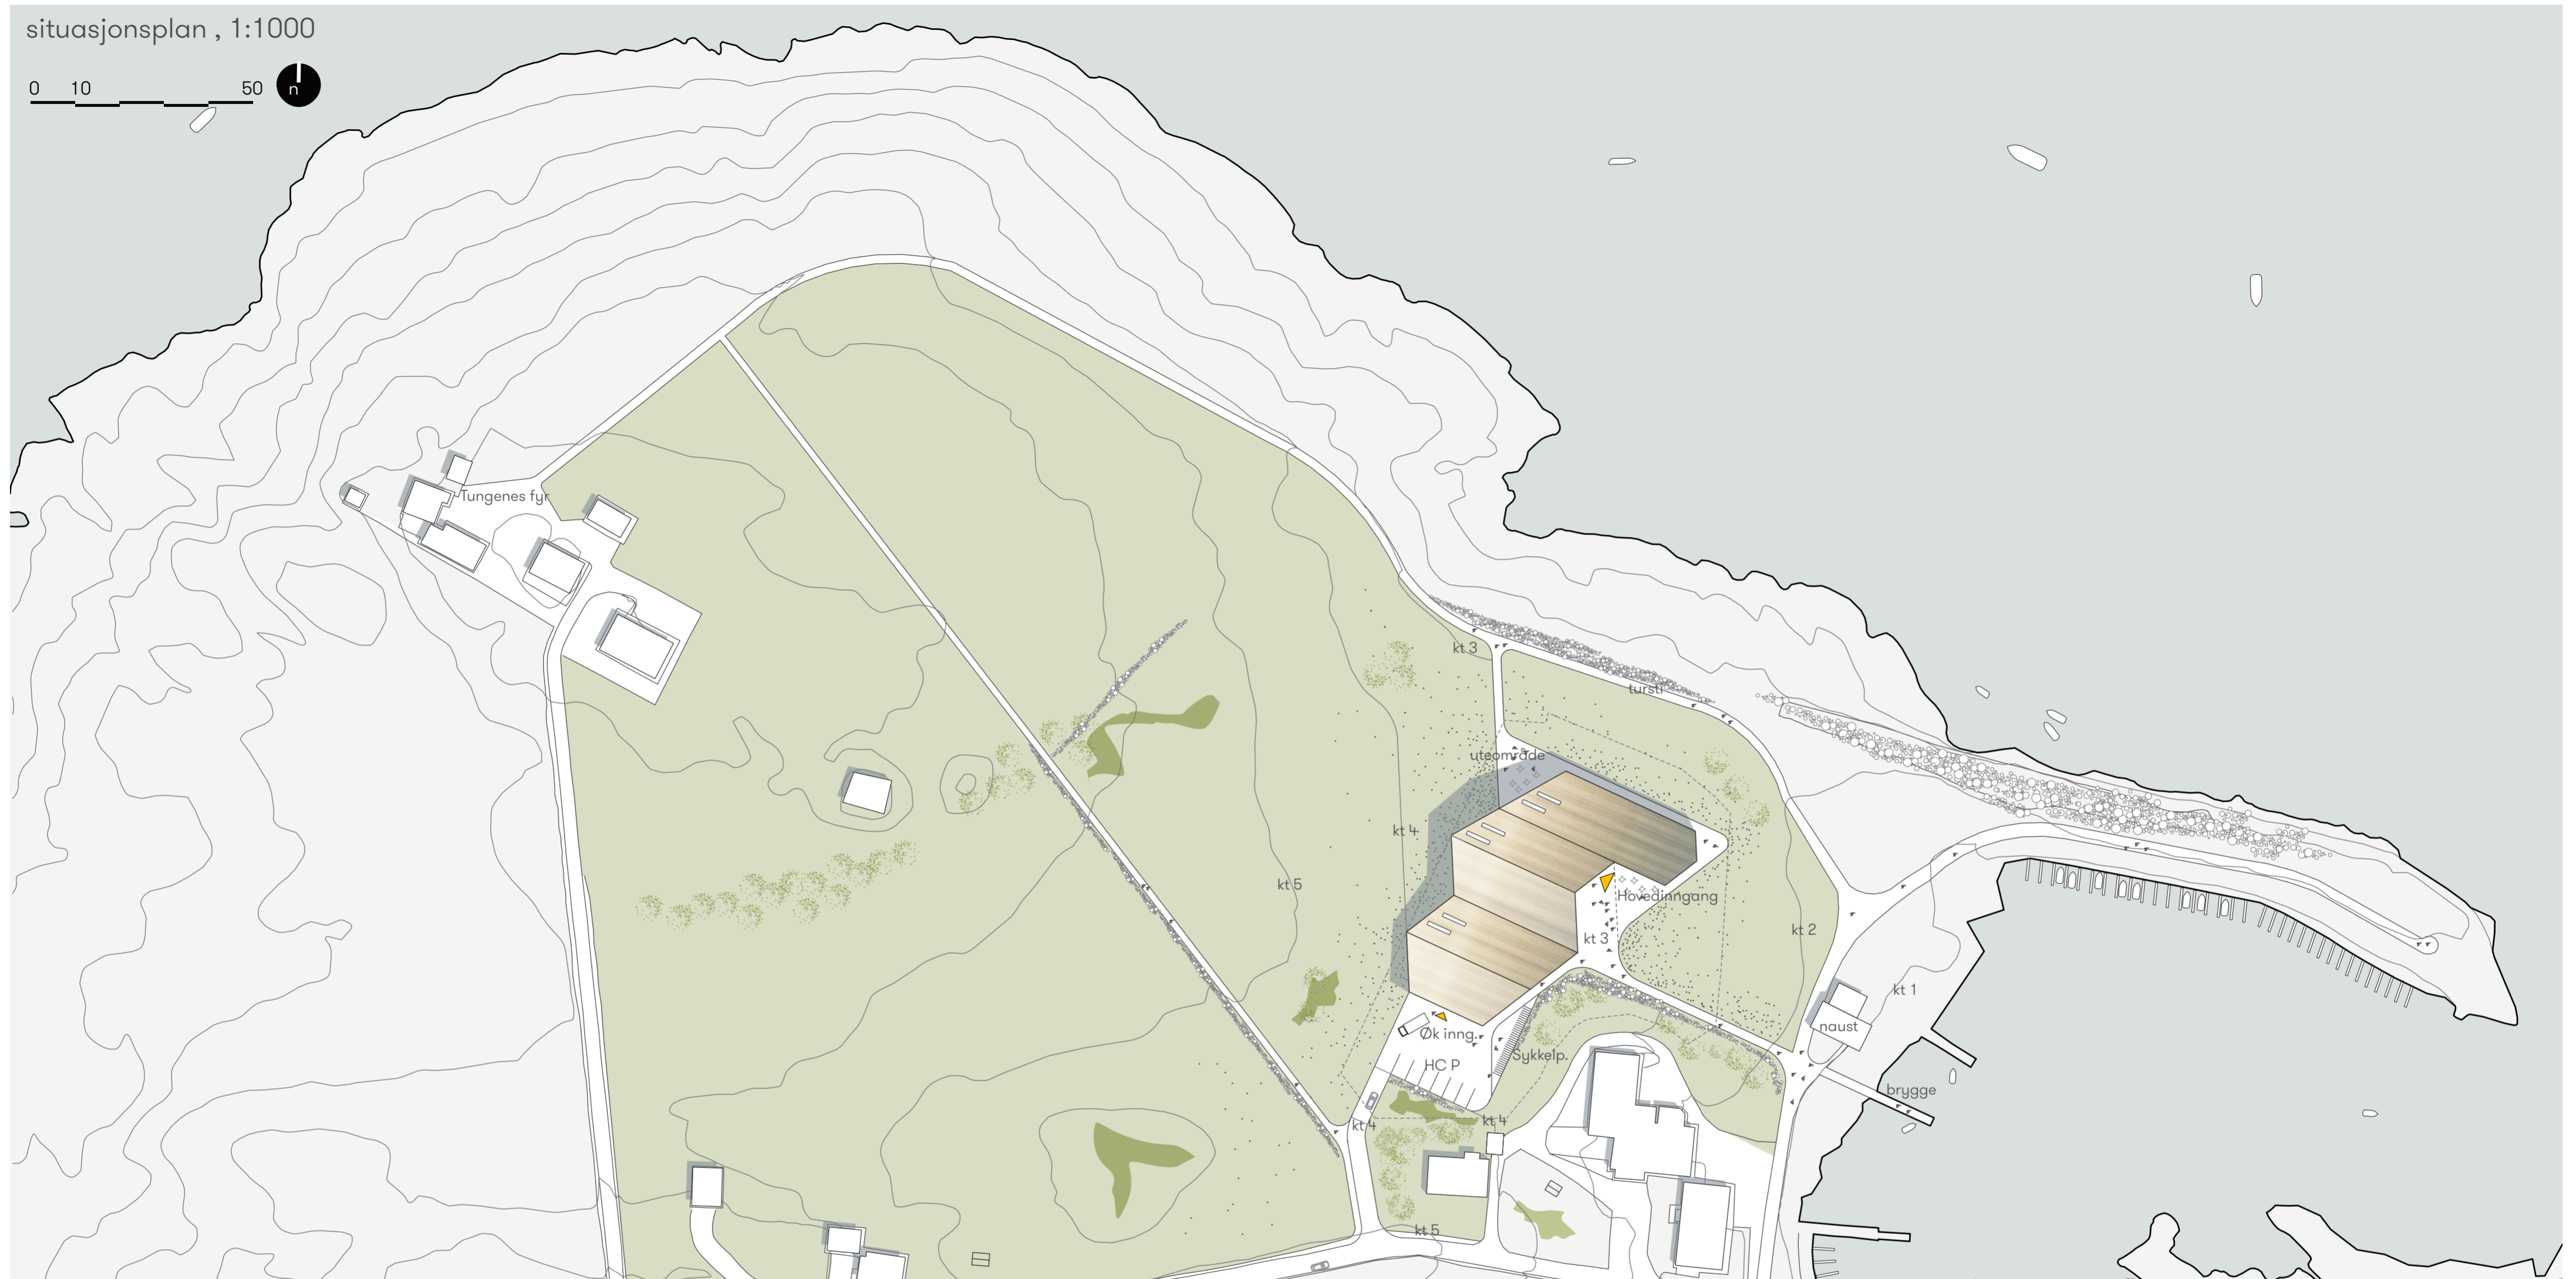 situasjonsplan , 1:1000
0 10 50
n
Tungenes fyr
kt 3
tursti
uteområde
kt 4
kt 5
Hovedinngang
kt 3
kt 2
kt 1
naust
Øk inng.
Sykkelp.
HC P
brygge
kt 4
kt 4
kt 5